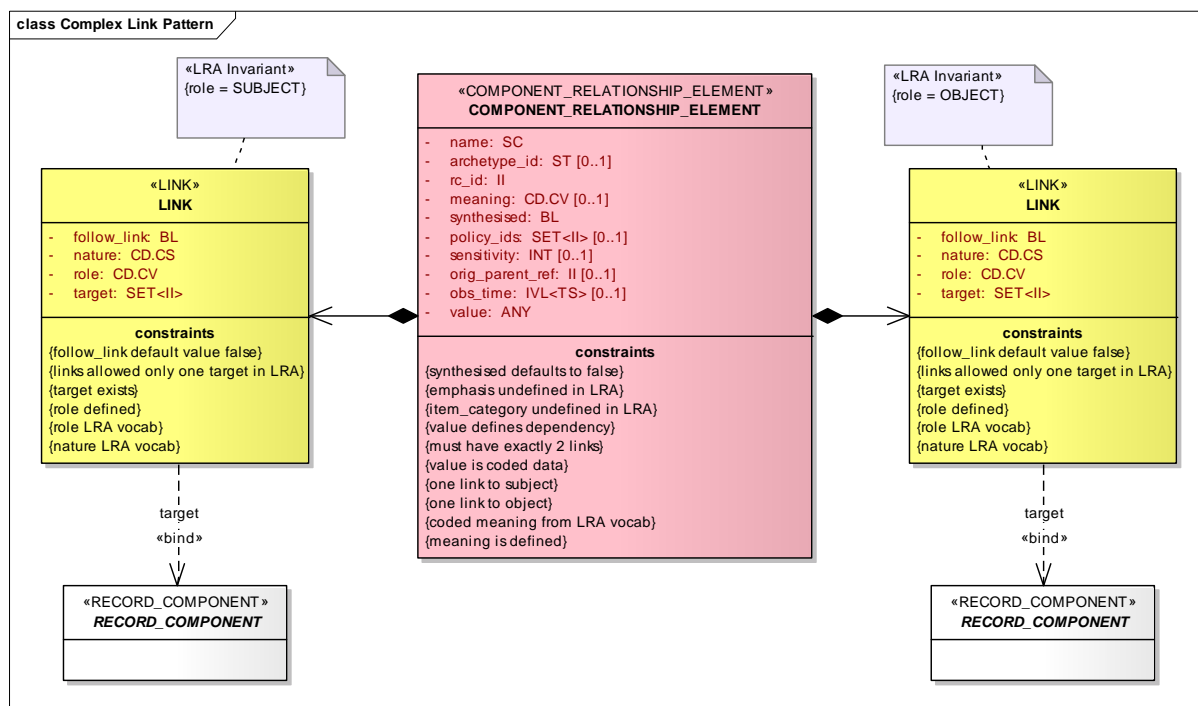 class Complex Link Pattern
«LRA Invariant»
{role = SUBJECT}
«LINK»
LINK
- follow_link: BL
- nature: CD.CS
- role: CD.CV
- target: SET<II>
constraints
{follow_link default value false}
{links allowed only one target in LRA}
{target exists}
{role defined}
{role LRA vocab}
{nature LRA vocab}
target
«bind»
«RECORD_COMPONENT»
RECORD_COMPONENT
«COMPONENT_RELATIONSHIP_ELEMENT»
COMPONENT_RELATIONSHIP_ELEMENT
- name: SC
- archetype_id: ST [0..1]
- rc_id: II
- meaning: CD.CV [0..1]
- synthesised: BL
- policy_ids: SET<II> [0..1]
- sensitivity: INT [0..1]
- orig_parent_ref: II [0..1]
- obs_time: IVL<TS> [0..1]
- value: ANY
constraints
{synthesised defaults to false}
{emphasis undefined in LRA}
{item_category undefined in LRA}
{value defines dependency}
{must have exactly 2 links}
{value is coded data}
{one link to subject}
{one link to object}
{coded meaning from LRA vocab}
{meaning is defined}
«LRA Invariant»
{role = OBJECT}
«LINK»
LINK
- follow_link: BL
- nature: CD.CS
- role: CD.CV
- target: SET<II>
constraints
{follow_link default value false}
{links allowed only one target in LRA}
{target exists}
{role defined}
{role LRA vocab}
{nature LRA vocab}
target
«bind»
«RECORD_COMPONENT»
RECORD_COMPONENT